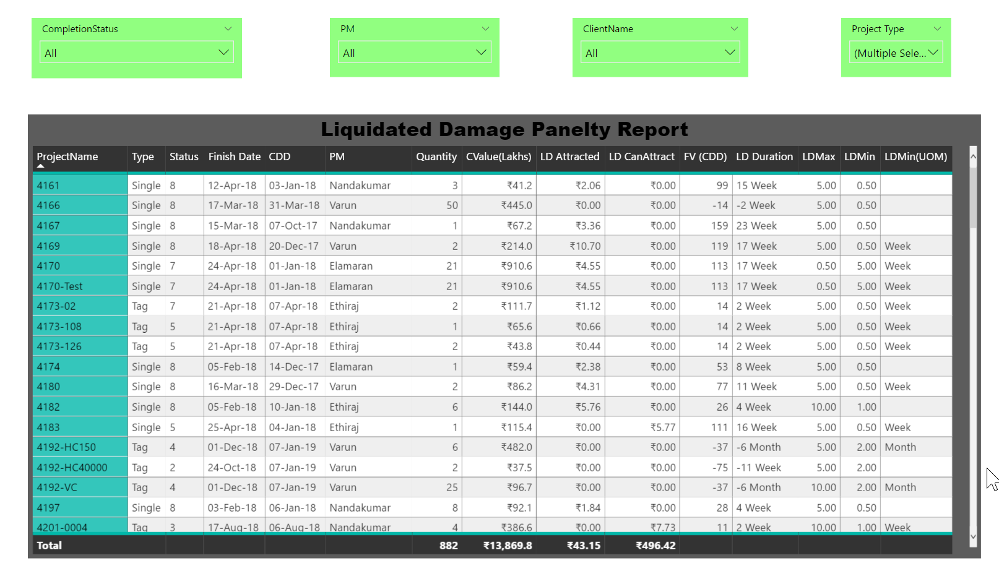 CompletionStatus PM ClientName Project Type
All All All (Multiple Sele...
Liquidated Damage Panelty Report
ProjectName Type Status Finish Date CDD PM Quantity CValue(Lakhs) LD Attracted LD CanAttract FV (CDD) LD Duration LDMax LDMin LDMin(UOM)
4161 Single 8 12-Apr-18 03-Jan-18 Nandakumar 3 ₹41.2 ₹2.06 ₹0.00 99 15 Week 5.00 0.50
4166 Single 8 17-Mar-18 31-Mar-18 Varun 50 ₹445.0 ₹0.00 ₹0.00 -14 -2 Week 5.00 0.50
4167 Single 8 15-Mar-18 07-Oct-17 Nandakumar 1 ₹67.2 ₹3.36 ₹0.00 159 23 Week 5.00 0.50
4169 Single 8 18-Apr-18 20-Dec-17 Varun 2 ₹214.0 ₹10.70 ₹0.00 119 17 Week 5.00 0.50 Week
4170 Single 7 24-Apr-18 01-Jan-18 Elamaran 21 ₹910.6 ₹4.55 ₹0.00 113 17 Week 0.50 5.00 Week
4170-Test Single 7 24-Apr-18 01-Jan-18 Elamaran 21 ₹910.6 ₹4.55 ₹0.00 113 17 Week 0.50 5.00 Week
4173-02 Tag 7 21-Apr-18 07-Apr-18 Ethiraj 2 ₹111.7 ₹1.12 ₹0.00 14 2 Week 5.00 0.50 Week
4173-108 Tag 5 21-Apr-18 07-Apr-18 Ethiraj 1 ₹65.6 ₹0.66 ₹0.00 14 2 Week 5.00 0.50 Week
4173-126 Tag 5 21-Apr-18 07-Apr-18 Ethiraj 2 ₹43.8 ₹0.44 ₹0.00 14 2 Week 5.00 0.50 Week
4174 Single 8 05-Feb-18 14-Dec-17 Elamaran 1 ₹59.4 ₹2.38 ₹0.00 53 8 Week 5.00 0.50
4180 Single 8 16-Mar-18 29-Dec-17 Varun 2 ₹86.2 ₹4.31 ₹0.00 77 11 Week 5.00 0.50 Week
4182 Single 8 05-Feb-18 10-Jan-18 Ethiraj 6 ₹144.0 ₹5.76 ₹0.00 26 4 Week 10.00 1.00
4183 Single 5 25-Apr-18 04-Jan-18 Ethiraj 1 ₹115.4 ₹0.00 ₹5.77 111 16 Week 5.00 0.50 Week
4192-HC150 Tag 4 01-Dec-18 07-Jan-19 Varun 6 ₹482.0 ₹0.00 ₹0.00 -37 -6 Month 5.00 2.00 Month
4192-HC40000 Tag 2 24-Oct-18 07-Jan-19 Varun 2 ₹37.5 ₹0.00 ₹0.00 -75 -11 Week 5.00 2.00
4192-VC Tag 4 01-Dec-18 07-Jan-19 Varun 25 ₹96.7 ₹0.00 ₹0.00 -37 -6 Month 10.00 2.00 Month
4197 Single 8 03-Feb-18 06-Jan-18 Nandakumar 8 ₹92.1 ₹1.84 ₹0.00 28 4 Week 5.00 0.50
4201-0004 Tag 3 17-Aug-18 06-Aug-18 Nandakumar 4 ₹386.6 ₹0.00 ₹7.73 11 2 Week 10.00 1.00 Week
Total 882 ₹13,869.8 ₹43.15 ₹496.42